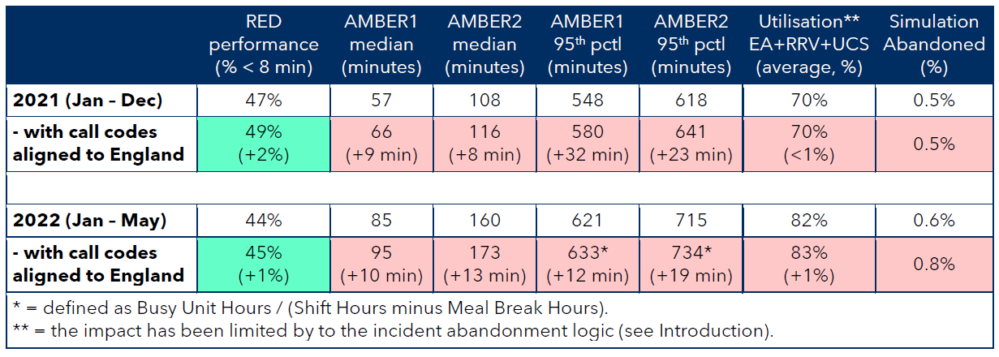 RED performance (% < 8 min) AMBER1 median (minutes) AMBER2 median (minutes) AMBER1 95th pctl (minutes) AMBER2 95th pctl (minutes) Utilisation** EA+RRV+UCS (average, %) Simulation Abandoned (%)
2021 (Jan – Dec) 47% 57 108 548 618 70% 0.5%
- with call codes aligned to England 49% (+2%) 66 (+9 min) 116 (+8 min) 580 (+32 min) 641 (+23 min) 70% (<1%) 0.5%
2022 (Jan – May) 44% 85 160 621 715 82% 0.6%
- with call codes aligned to England 45% (+1%) 95 (+10 min) 173 (+13 min) 633* (+12 min) 734* (+19 min) 83% (+1%) 0.8%
* = defined as Busy Unit Hours / (Shift Hours minus Meal Break Hours).
** = the impact has been limited by to the incident abandonment logic (see Introduction).